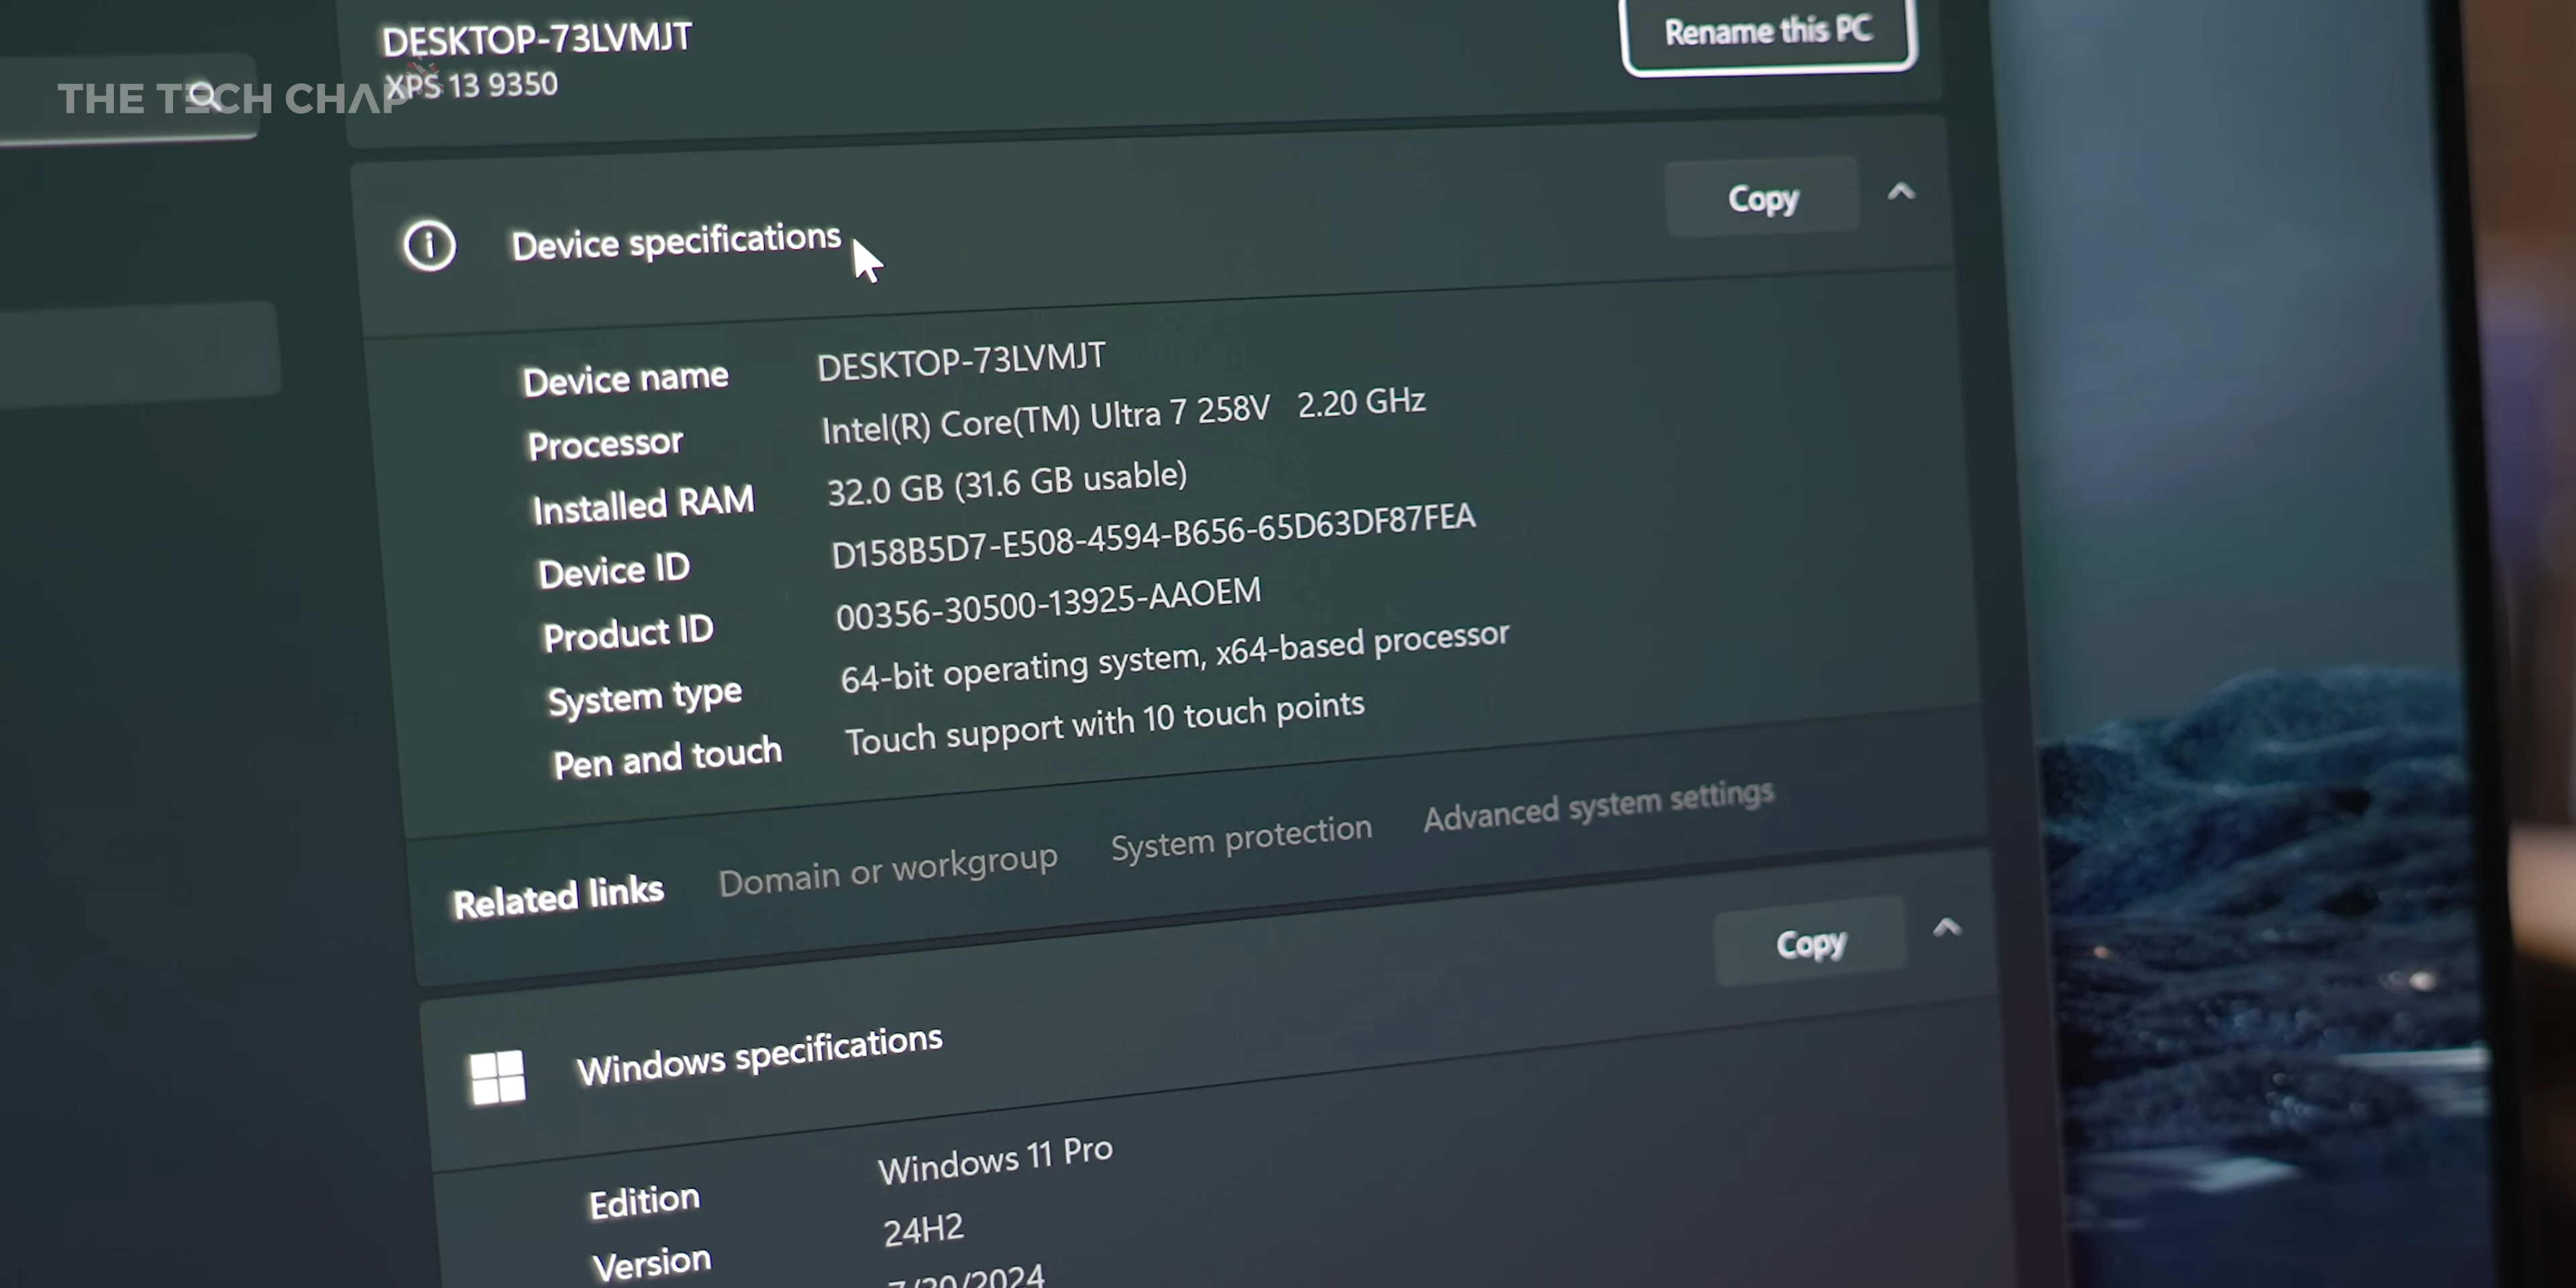 DESKTOP-73LVMJT
Rename this PC
XPS 13 9350
THE TECH CHAP
Device specifications
Copy
Device name DESKTOP-73LVMJT
Processor Intel(R) Core(TM) Ultra 7 258V 2.20 GHz
Installed RAM 32.0 GB (31.6 GB usable)
Device ID D158B5D7-E508-4594-B656-65D63DF87FEA
Product ID 00356-30500-13925-AAOEM
System type 64-bit operating system, x64-based processor
Pen and touch Touch support with 10 touch points
Related links Domain or workgroup System protection Advanced system settings
Windows specifications
Copy
Edition Windows 11 Pro
Version 24H2